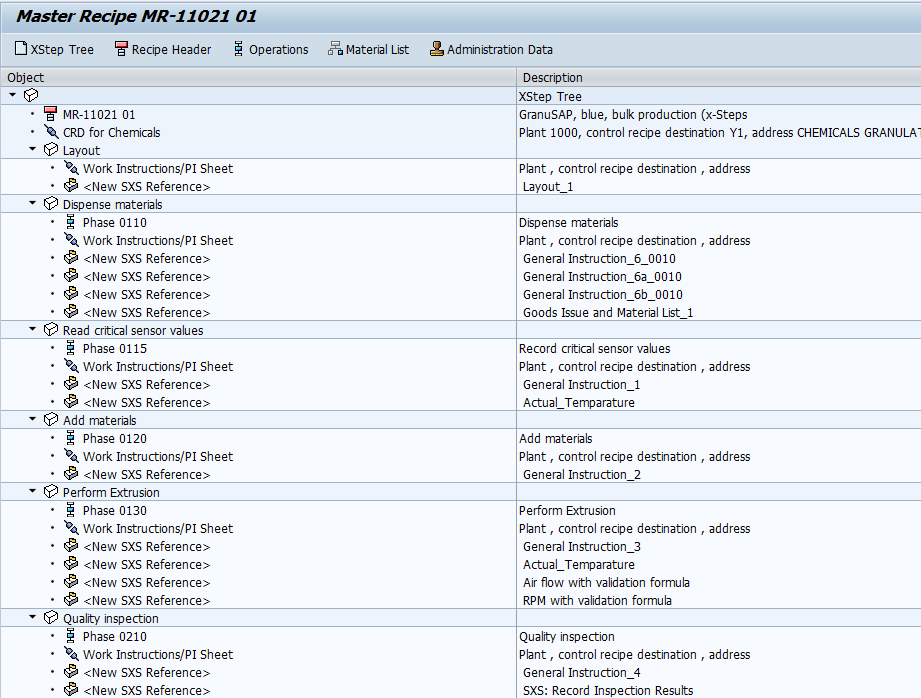 Master Recipe MR-11021 01
XStep Tree Recipe Header Operations Material List Administration Data
Object Description
XStep Tree
MR-11021 01 GranuSAP, blue, bulk production (x-Steps
CRD for Chemicals Plant 1000, control recipe destination Y1, address CHEMICALS GRANULAT
Layout
Work Instructions/PI Sheet Plant , control recipe destination , address
<New SXS Reference> Layout_1
Dispense materials
Phase 0110 Dispense materials
Work Instructions/PI Sheet Plant , control recipe destination , address
<New SXS Reference> General Instruction_6_0010
<New SXS Reference> General Instruction_6a_0010
<New SXS Reference> General Instruction_6b_0010
<New SXS Reference> Goods Issue and Material List_1
Read critical sensor values
Phase 0115 Record critical sensor values
Work Instructions/PI Sheet Plant , control recipe destination , address
<New SXS Reference> General Instruction_1
<New SXS Reference> Actual_Temparature
Add materials
Phase 0120 Add materials
Work Instructions/PI Sheet Plant , control recipe destination , address
<New SXS Reference> General Instruction_2
Perform Extrusion
Phase 0130 Perform Extrusion
Work Instructions/PI Sheet Plant , control recipe destination , address
<New SXS Reference> General Instruction_3
<New SXS Reference> Actual_Temparature
<New SXS Reference> Air flow with validation formula
<New SXS Reference> RPM with validation formula
Quality inspection
Phase 0210 Quality inspection
Work Instructions/PI Sheet Plant , control recipe destination , address
<New SXS Reference> General Instruction_4
<New SXS Reference> SXS: Record Inspection Results